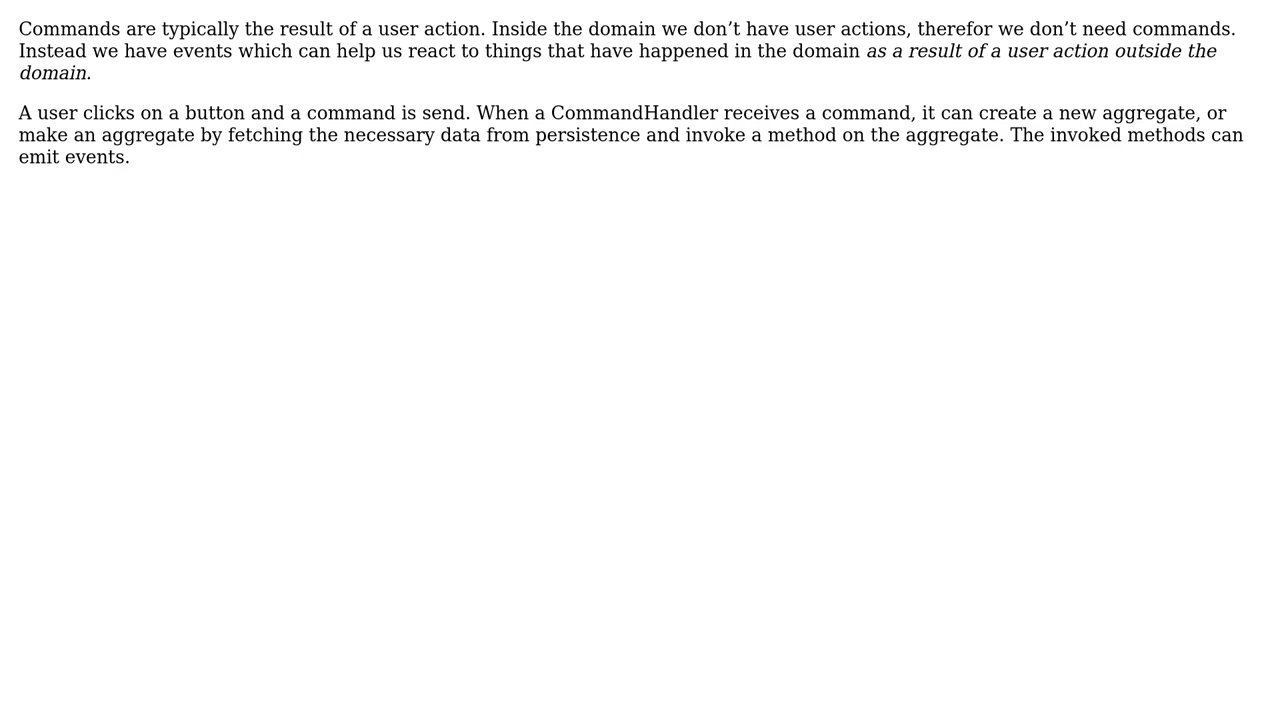 Commands are typically the result of a user action. Inside the domain we don’t have user actions, therefor we don’t need commands.
Instead we have events which can help us react to things that have happened in the domain as a result of a user action outside the
domain.
A user clicks on a button and a command is send. When a CommandHandler receives a command, it can create a new aggregate, or
make an aggregate by fetching the necessary data from persistence and invoke a method on the aggregate. The invoked methods can
emit events.